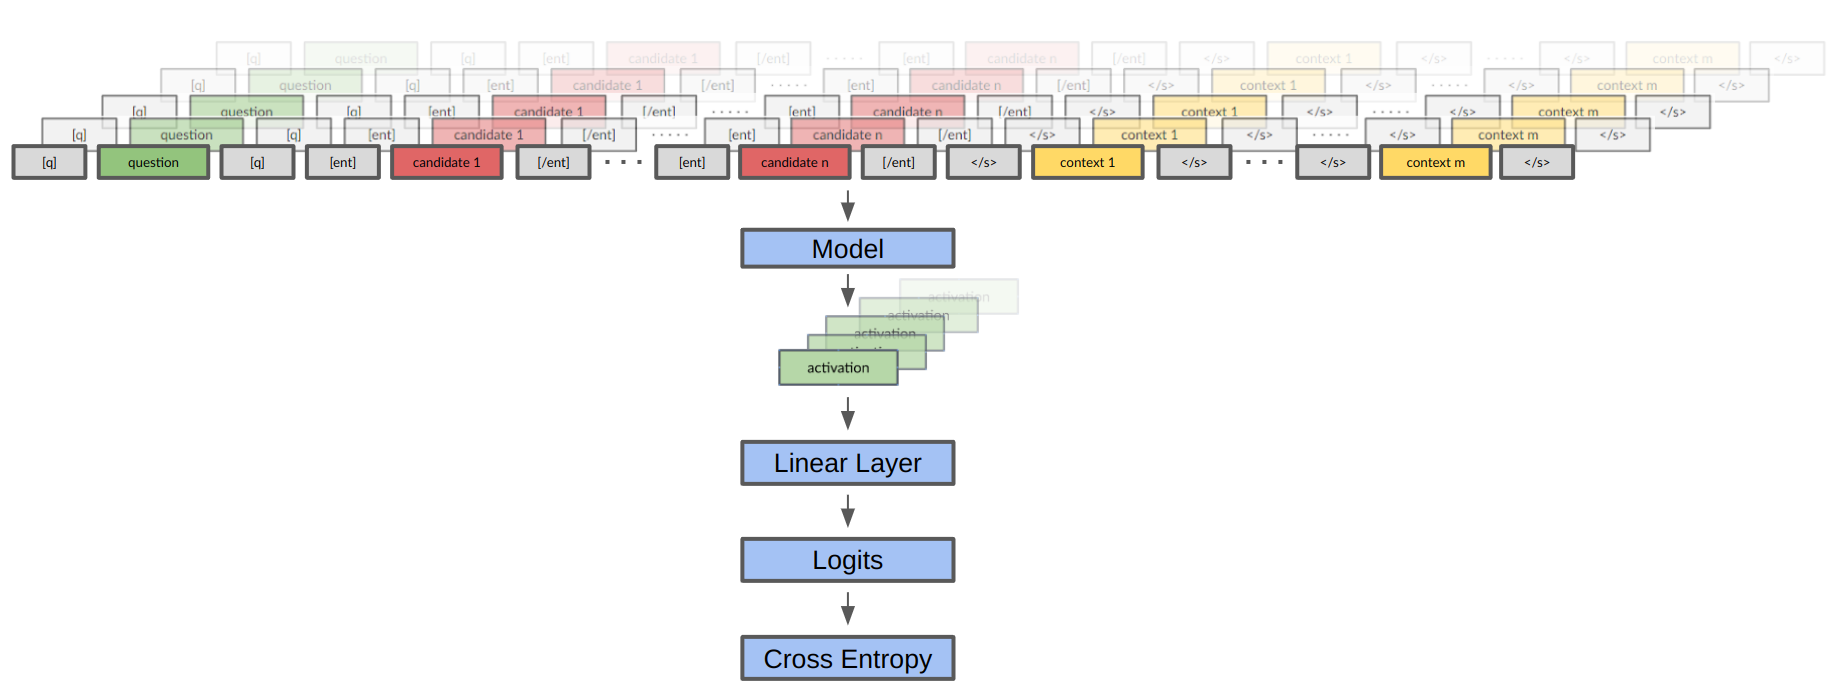 [q] question [q] [ent] candidate 1 [/ent] ..... [ent] candidate n [/ent] </s> context 1 </s> ..... </s> context m </s>
[q] question [q] [ent] candidate 1 [/ent] ..... [ent] candidate n [/ent] </s> context 1 </s> ..... </s> context m </s>
[q] question [q] [ent] candidate 1 [/ent] ..... [ent] candidate n [/ent] </s> context 1 </s> ..... </s> context m </s>
[q] question [q] [ent] candidate 1 [/ent] ..... [ent] candidate n [/ent] </s> context 1 </s> ..... </s> context m </s>
[q] question [q] [ent] candidate 1 [/ent] ... [ent] candidate n [/ent] </s> context 1 </s> ... </s> context m </s>
Model
activation
activation
activation
activation
Linear Layer
Logits
Cross Entropy